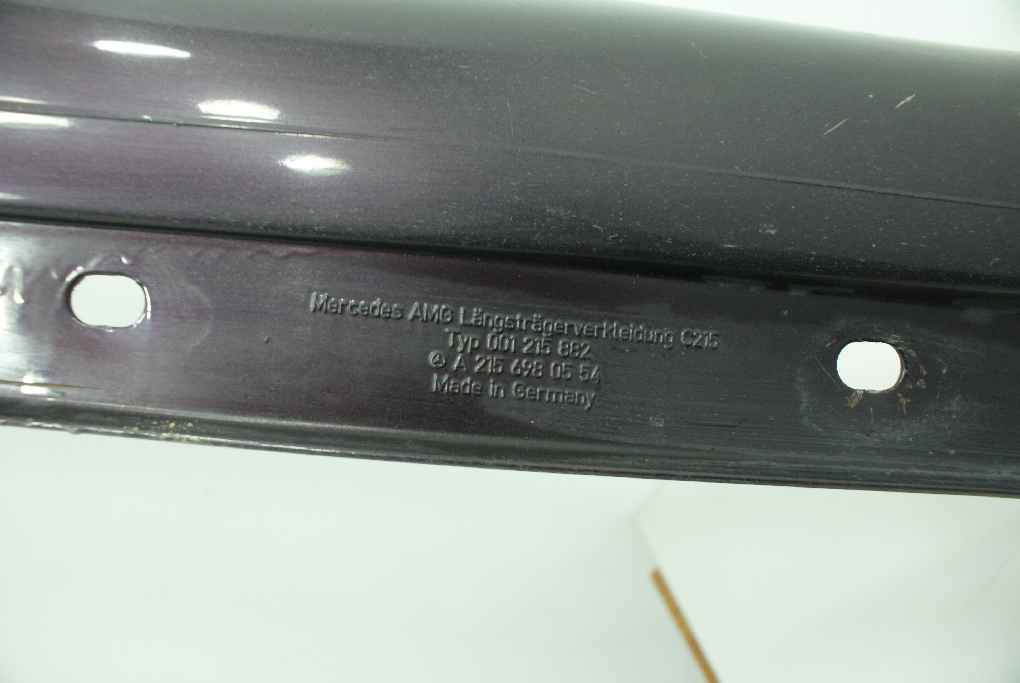 Mercedes AMG Längsträgerverkleidung C215
Typ 001 215 882
A 215 698 05 54
Made in Germany